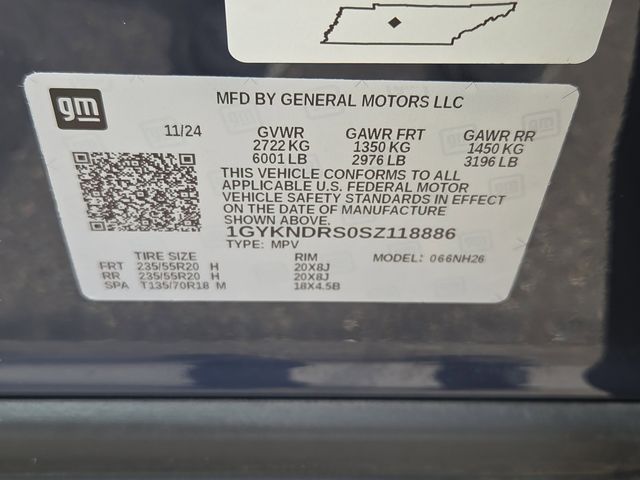 gm
MFD BY GENERAL MOTORS LLC
11/24 GVWR GAWR FRT GAWR RR
2722 KG 1350 KG 1450 KG
6001 LB 2976 LB 3196 LB
THIS VEHICLE CONFORMS TO ALL
APPLICABLE U.S. FEDERAL MOTOR
VEHICLE SAFETY STANDARDS IN EFFECT
ON THE DATE OF MANUFACTURE
SHOWN ABOVE.
1GYKNDRS0SZ118886
TYPE: MPV
TIRE SIZE RIM MODEL: 066NH26
FRT 235/55R20 H 20X8J
RR 235/55R20 H 20X8J
SPA T135/70R18 M 18X4.5B